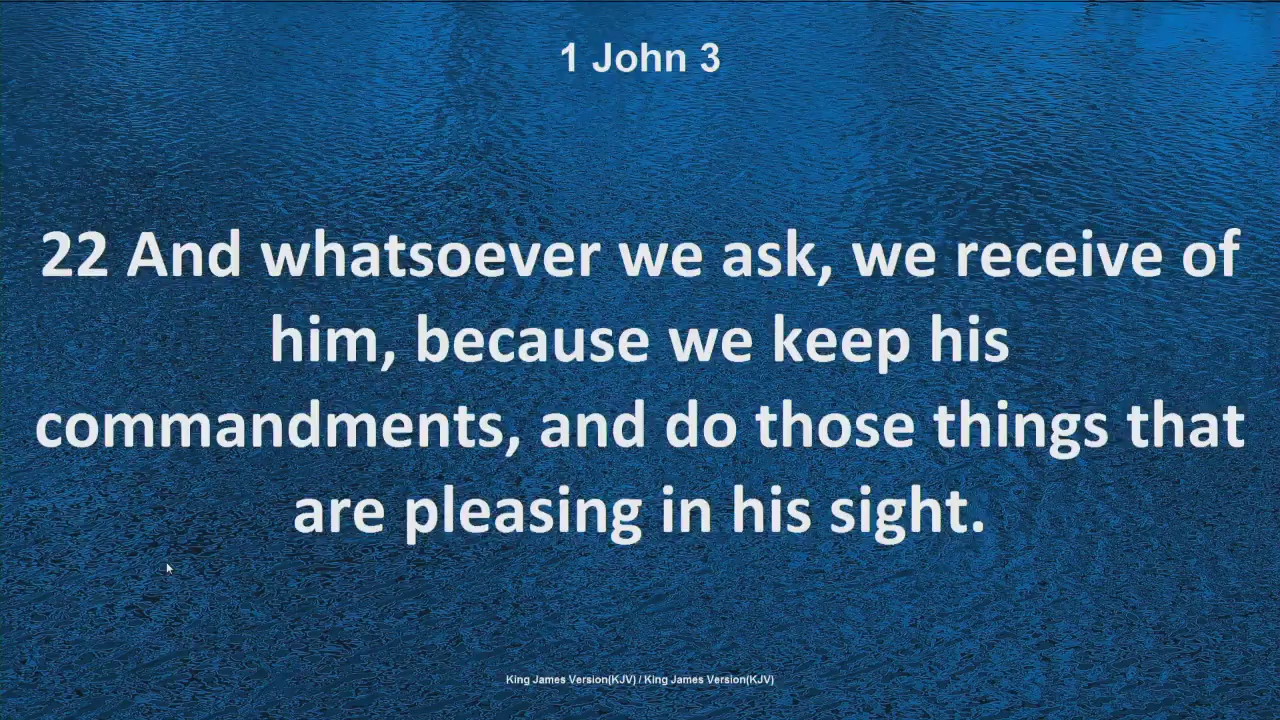 1 John 3
22 And whatsoever we ask, we receive of
him, because we keep his
commandments, and do those things that
are pleasing in his sight.
King James Version(KJV) / King James Version(KJV)